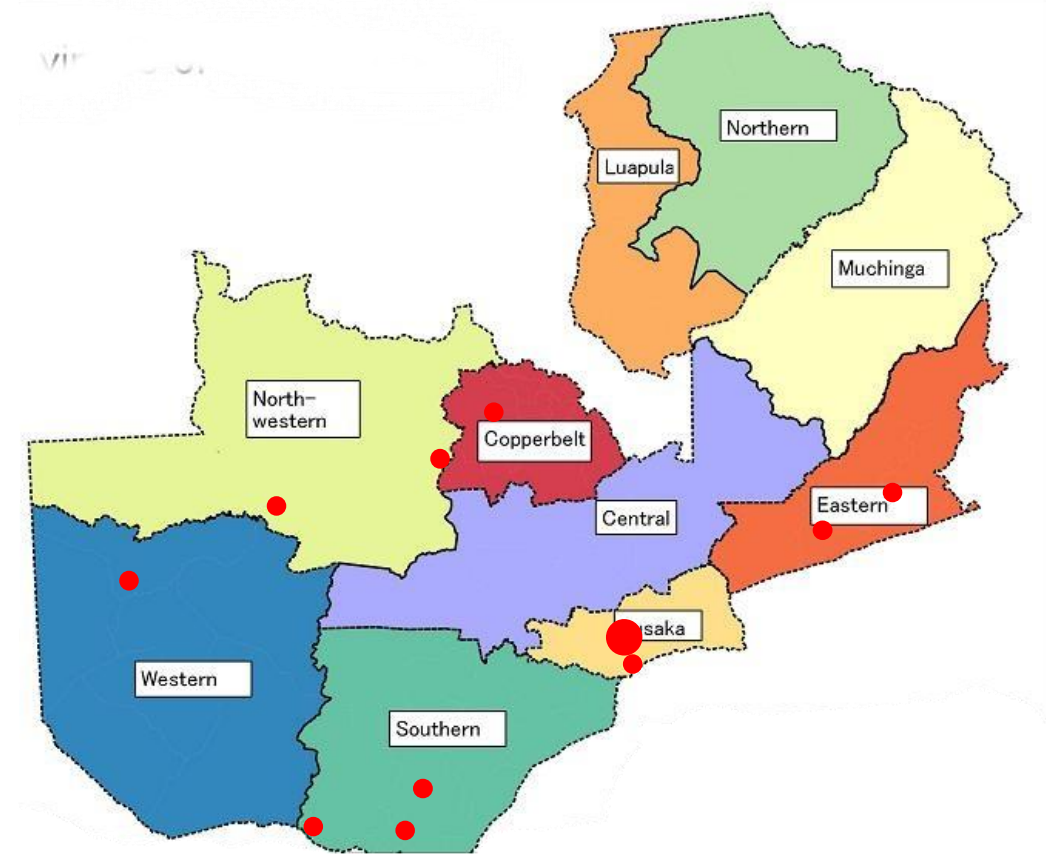 Northern
Luapula
Muchinga
North-
western
Copperbelt
Eastern
Central
Western
Southern